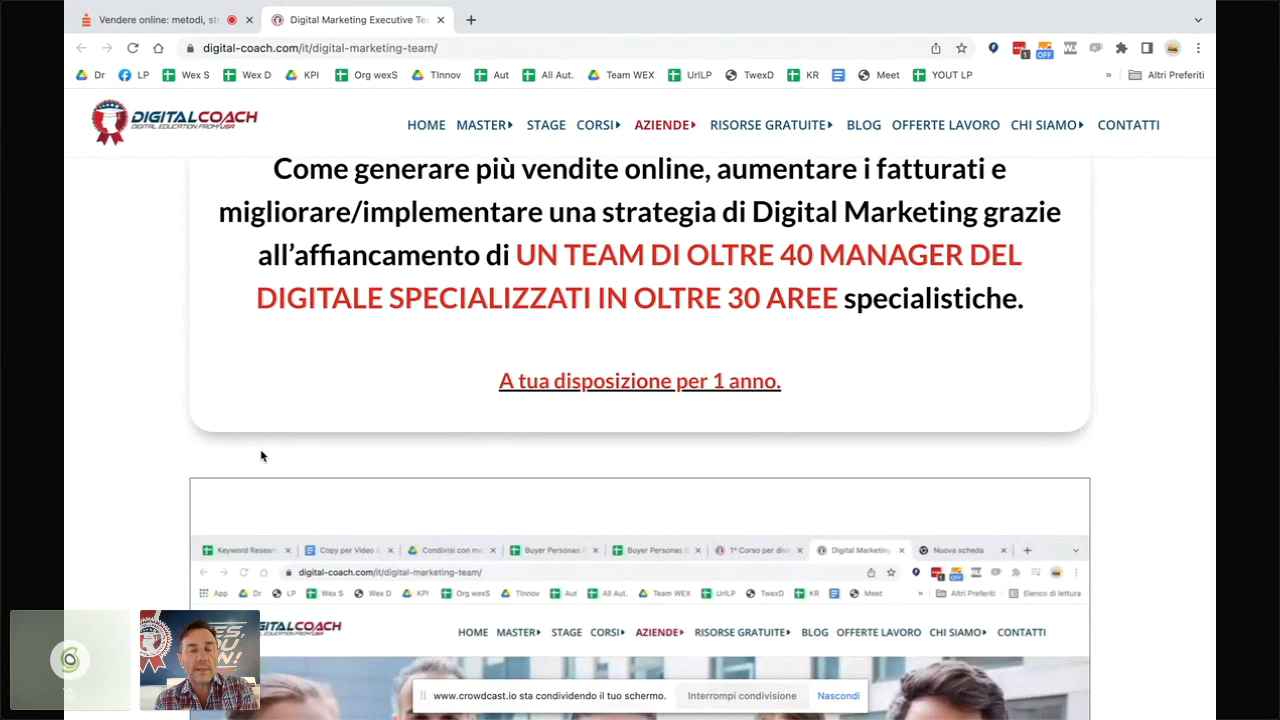 Vendere online: metodi, st
Digital Marketing Executive Te
digital-coach.com/it/digital-marketing-team/
1
OFF
Dr
LP
Wex S
Wex D
KPI
Org wexS
TInnov
Aut
All Aut.
Team WEX
UrlLP
TwexD
KR
Meet
YOUT LP
»
Altri Preferiti
DIGITALCOACH
DIGITAL EDUCATION FROM USA
HOME
MASTER
STAGE
CORSI
AZIENDE
RISORSE GRATUITE
BLOG
OFFERTE LAVORO
CHI SIAMO
CONTATTI
Come generare più vendite online, aumentare i fatturati e
migliorare/implementare una strategia di Digital Marketing grazie
all'affiancamento di UN TEAM DI OLTRE 40 MANAGER DEL
DIGITALE SPECIALIZZATI IN OLTRE 30 AREE specialistiche.
A tua disposizione per 1 anno.
Keyword Resear
Copy per Video
Condivisi con m
Buyer Personas
Buyer Personas
1° Corso per div
Digital Marketing
Nuova scheda
digital-coach.com/it/digital-marketing-team/
1
OFF
App
Dr
LP
Wex S
Wex D
KPI
Org wexS
TInnov
Aut
All Aut.
Team WEX
UrlLP
TwexD
KR
Meet
»
Altri Preferiti
Elenco di lettura
GITALCOACH
HOME
MASTER
STAGE
CORSI
AZIENDE
RISORSE GRATUITE
BLOG
OFFERTE LAVORO
CHI SIAMO
CONTATTI
www.crowdcast.io sta condividendo il tuo schermo.
Interrompi condivisione
Nascondi